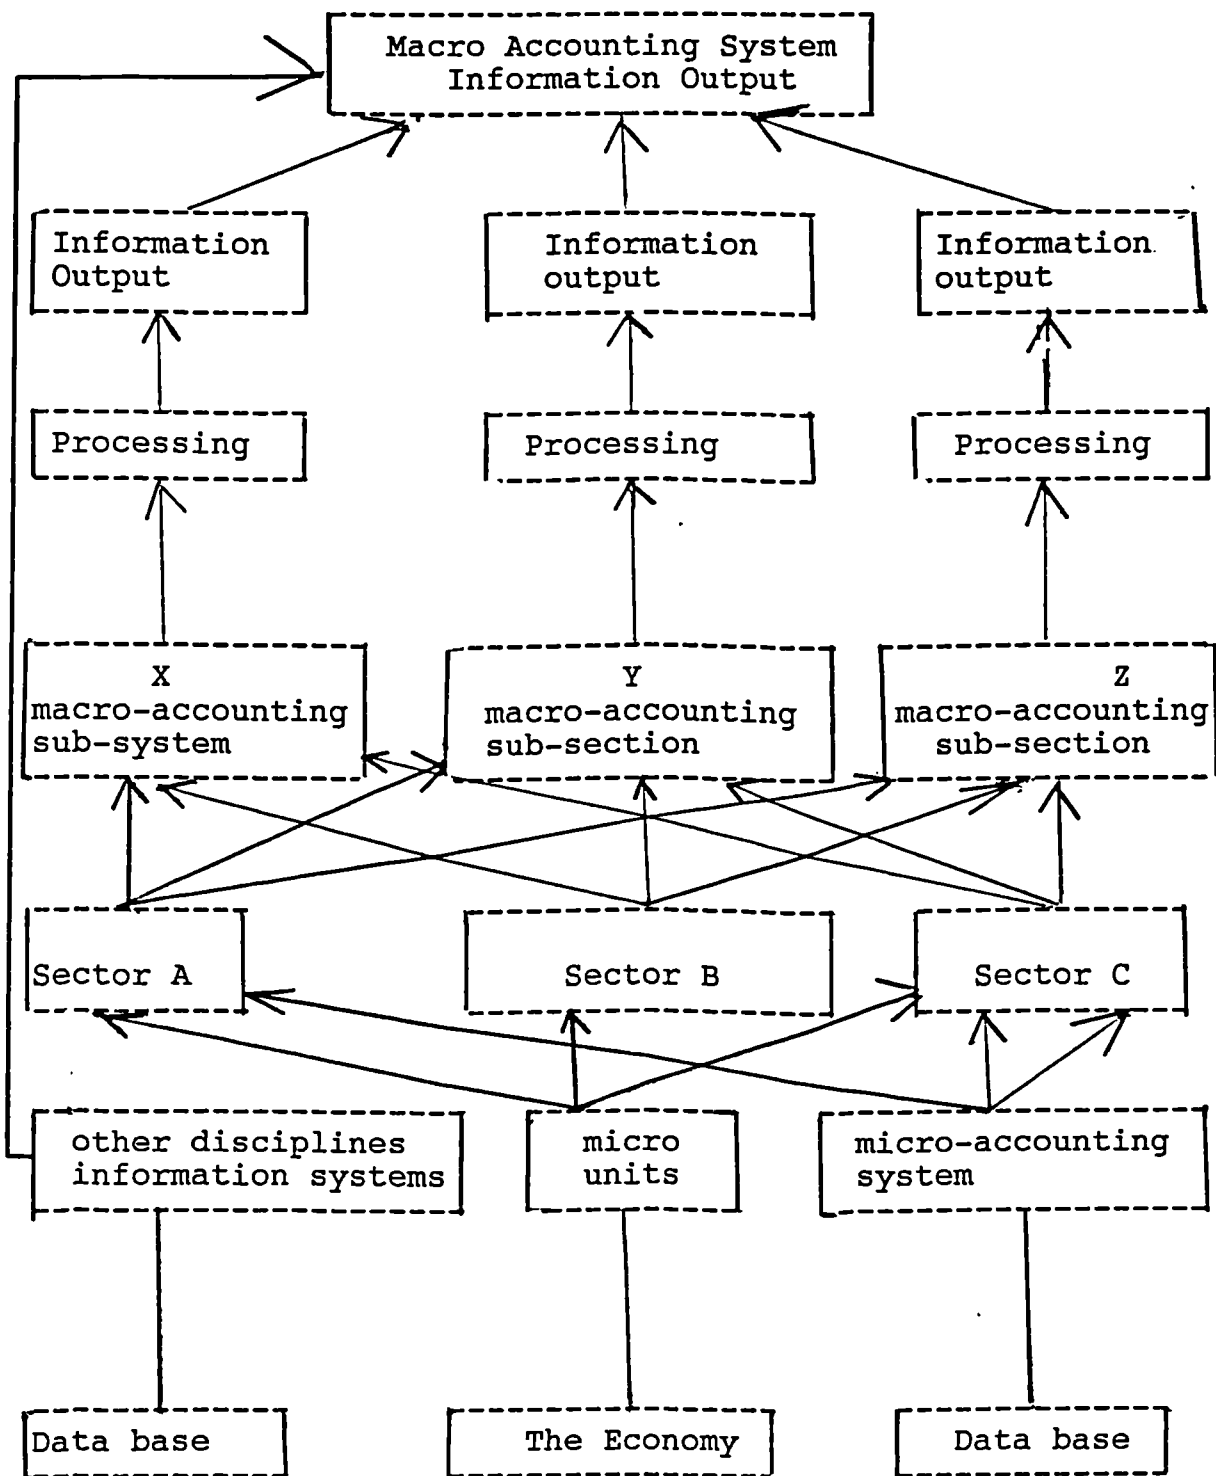 Macro Accounting System
Information Output
Information
Output
Information
output
Information
output
Processing
Processing
Processing
X
macro-accounting
sub-system
Y
macro-accounting
sub-section
Z
macro-accounting
sub-section
Sector A
Sector B
Sector C
other disciplines
information systems
micro
units
micro-accounting
system
Data base
The Economy
Data base